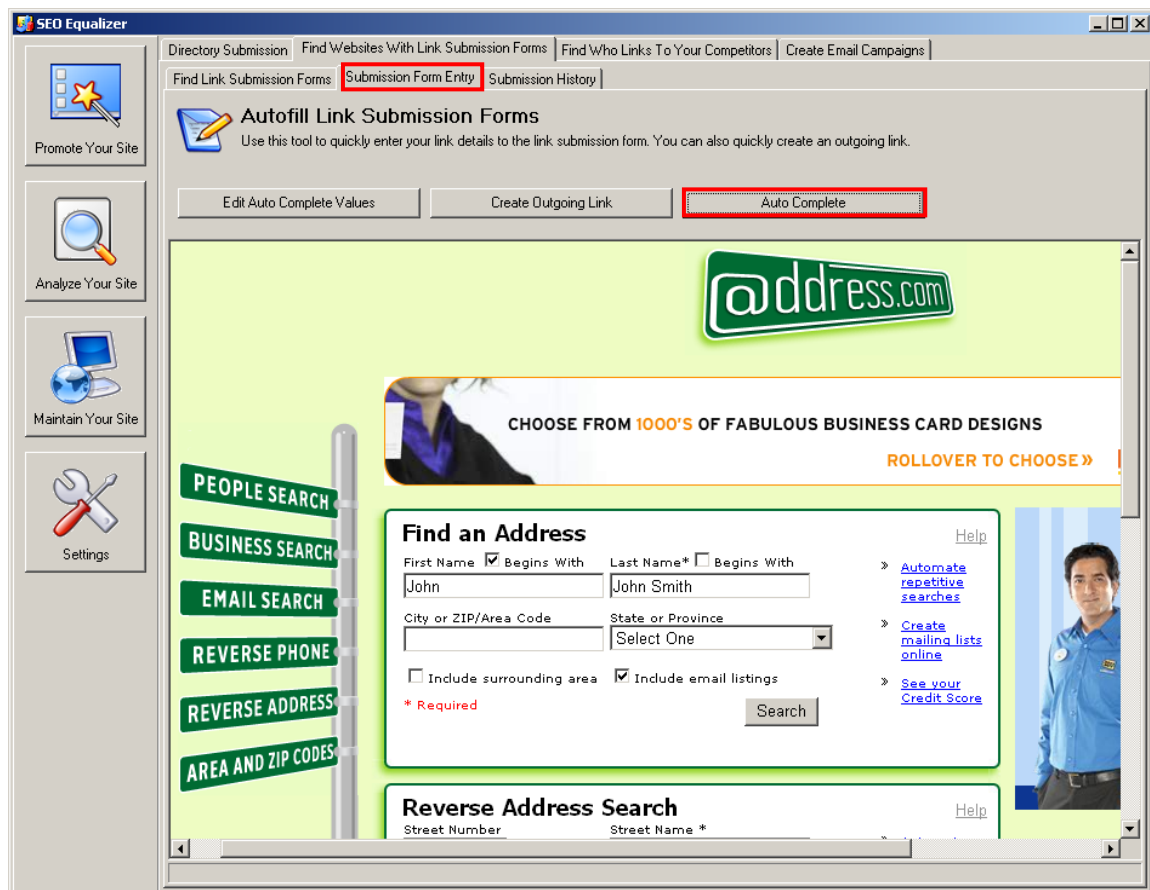 SEO Equalizer
Promote Your Site
Analyze Your Site
Maintain Your Site
Settings
Directory Submission
Find Websites With Link Submission Forms
Find Who Links To Your Competitors
Create Email Campaigns
Find Link Submission Forms
Submission Form Entry
Submission History
Autofill Link Submission Forms
Use this tool to quickly enter your link details to the link submission form. You can also quickly create an outgoing link.
Edit Auto Complete Values
Create Outgoing Link
Auto Complete
@ddress.com
CHOOSE FROM 1000'S OF FABULOUS BUSINESS CARD DESIGNS
ROLLOVER TO CHOOSE»
PEOPLE SEARCH
BUSINESS SEARCH
EMAIL SEARCH
REVERSE PHONE
REVERSE ADDRESS
AREA AND ZIP CODES
Find an Address
Help
First Name Begins With
Last Name* Begins With
John
John Smith
City or ZIP/Area Code
State or Province
Select One
Include surrounding area
Include email listings
* Required
Search
» Automate
repetitive
searches
» Create
mailing lists
online
» See your
Credit Score
Reverse Address Search
Help
Street Number
Street Name *